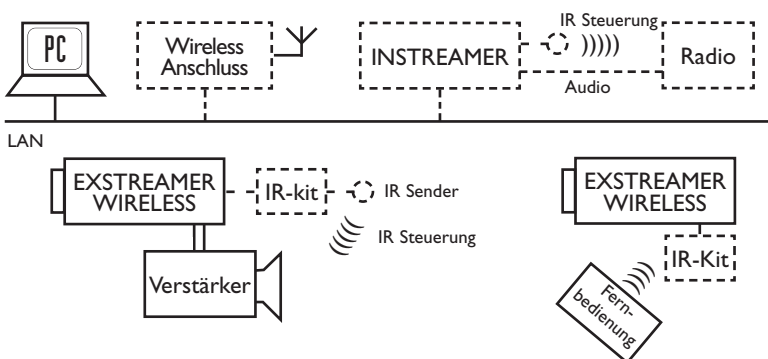 PC
Wireless
Anschluss
INSTREAMER
IR Steuerung
Audio
Radio
LAN
EXSTREAMER
WIRELESS
IR-kit
IR Sender
IR Steuerung
Verstärker
EXSTREAMER
WIRELESS
IR-Kit
Fern-
bedienung